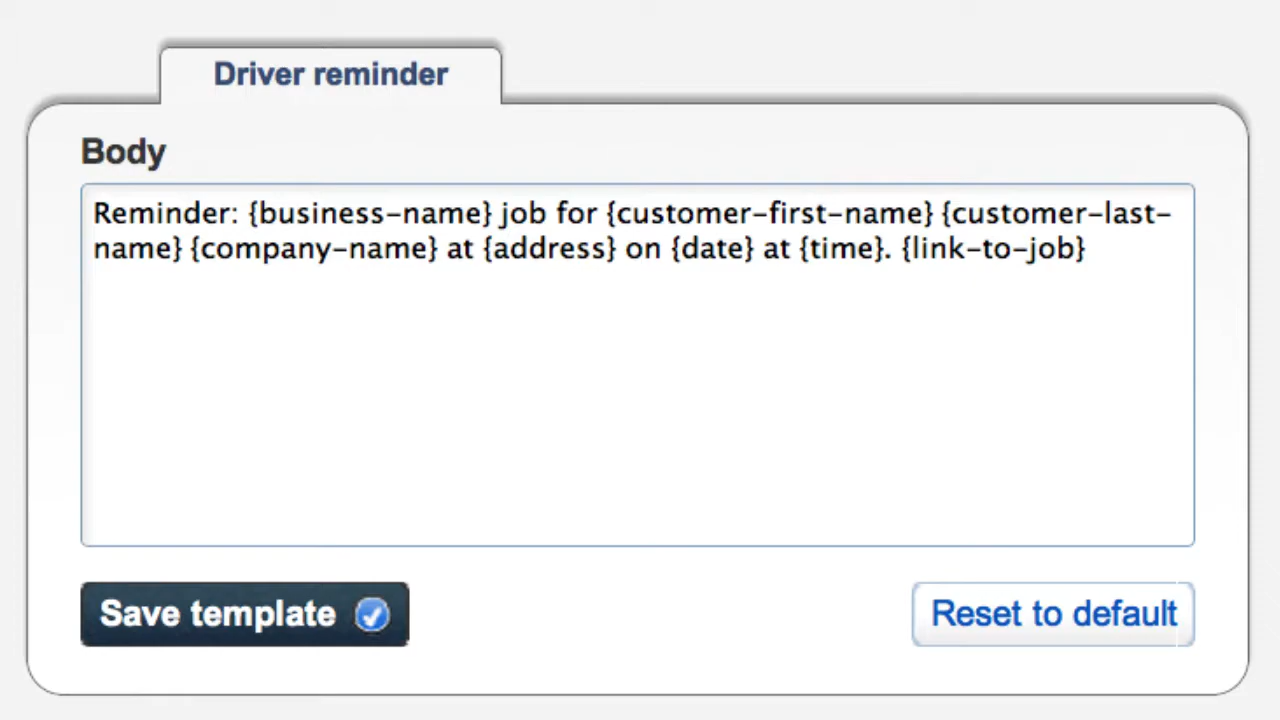 Driver reminder
Body
Reminder: {business-name} job for {customer-first-name} {customer-last-
name} {company-name} at {address} on {date} at {time}. {link-to-job}
Save template
Reset to default